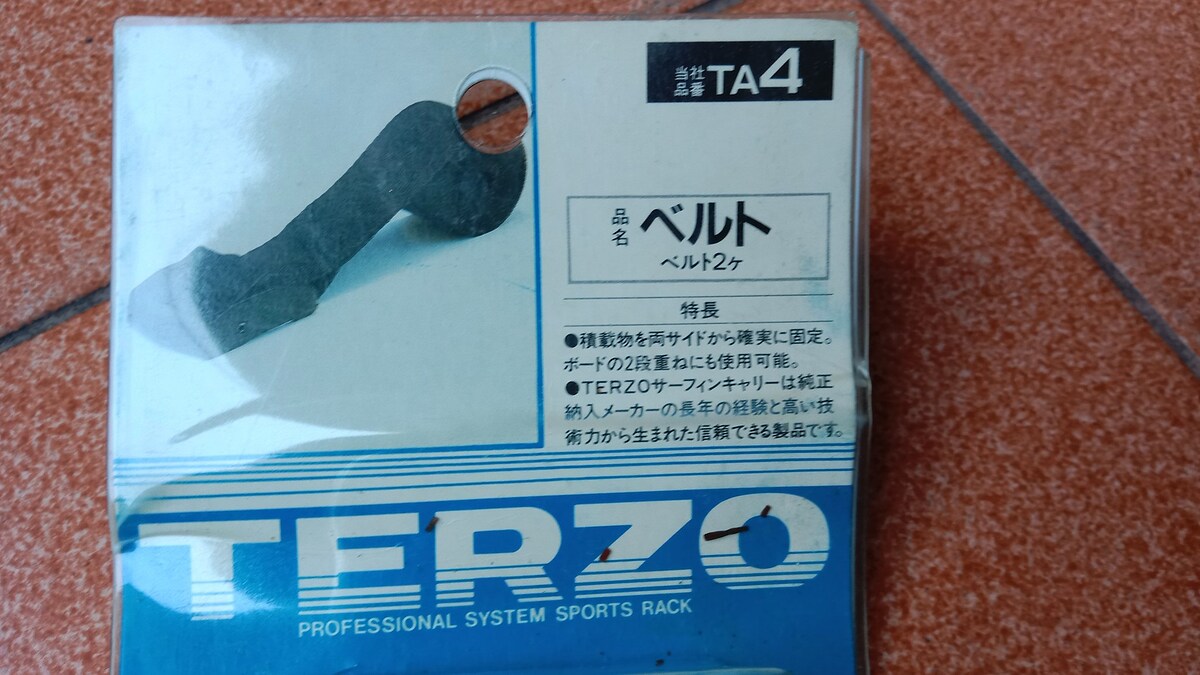 当社品番 TA4
品名 ベルト
ベルト2ヶ
特長
●積載物を両サイドから確実に固定。
ボードの2段重ねにも使用可能。
●TERZOサーフィンキャリーは純正
納入メーカーの長年の経験と高い技
術力から生まれた信頼できる製品です。
TERZO
PROFESSIONAL SYSTEM SPORTS RACK